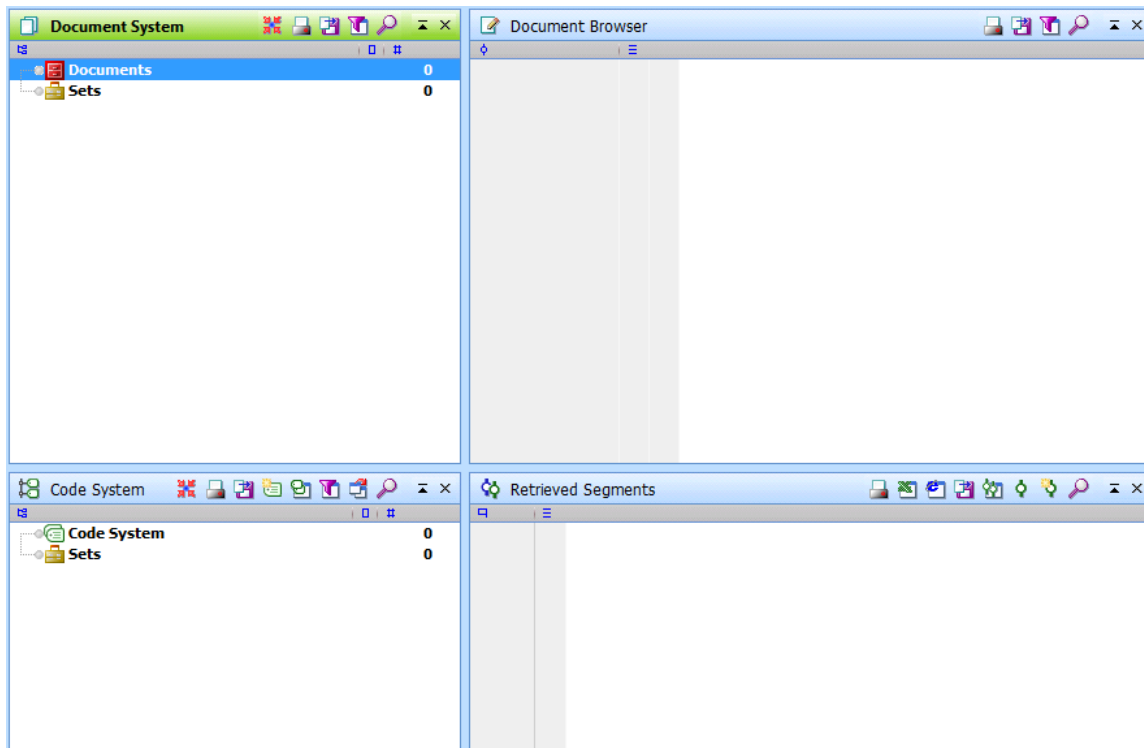 Document System
#
Documents 0
Sets 0
Document Browser
Code System
#
Code System 0
Sets 0
Retrieved Segments